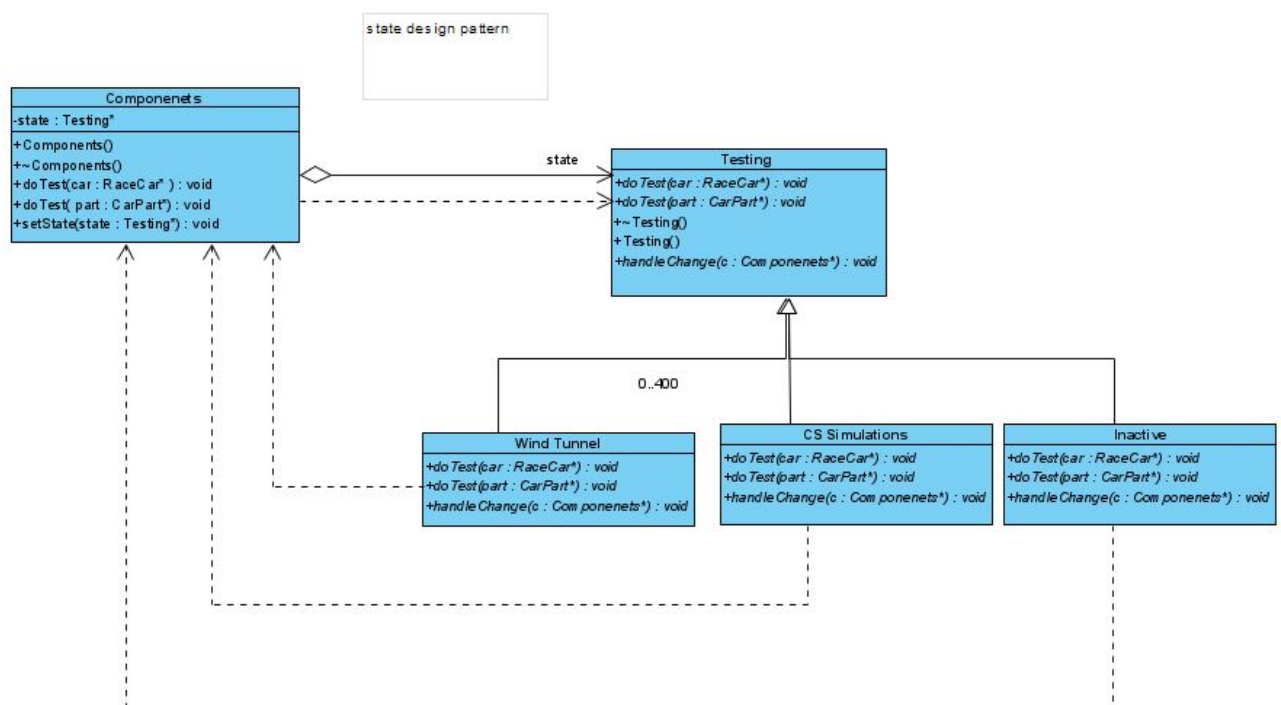 state design pattern
Componenets
-state : Testing*
+Components()
+~Components()
+doTest(car : RaceCar* ) : void
+doTest( part : CarPart*) : void
+setState(state : Testing*) : void
state
Testing
+doTest(car : RaceCar*) : void
+doTest(part : CarPart*) : void
+~Testing()
+Testing()
+handleChange(c : Componenets*) : void
0..400
Wind Tunnel
+doTest(car : RaceCar*) : void
+doTest(part : CarPart*) : void
+handleChange(c : Componenets*) : void
CS Simulations
+doTest(car : RaceCar*) : void
+doTest(part : CarPart*) : void
+handleChange(c : Componenets*) : void
Inactive
+doTest(car : RaceCar*) : void
+doTest(part : CarPart*) : void
+handleChange(c : Componenets*) : void